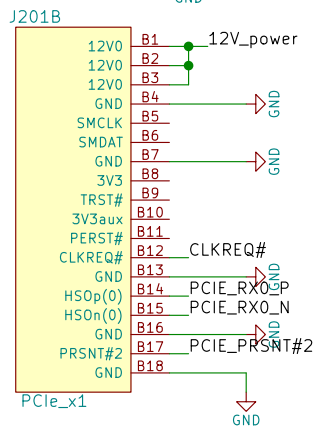 GND
J201B
12V0 B1 12V_power
12V0 B2
12V0 B3
GND B4 GND
SMCLK B5
SMDAT B6
GND B7 GND
3V3 B8
TRST# B9
3V3aux B10
PERST# B11
CLKREQ# B12 CLKREQ#
GND B13 GND
HSOp(0) B14 PCIE_RX0_P
HSOn(0) B15 PCIE_RX0_N
GND B16 GND
PRSNT#2 B17 PCIE_PRSNT#2
GND B18
PCIe_x1
GND